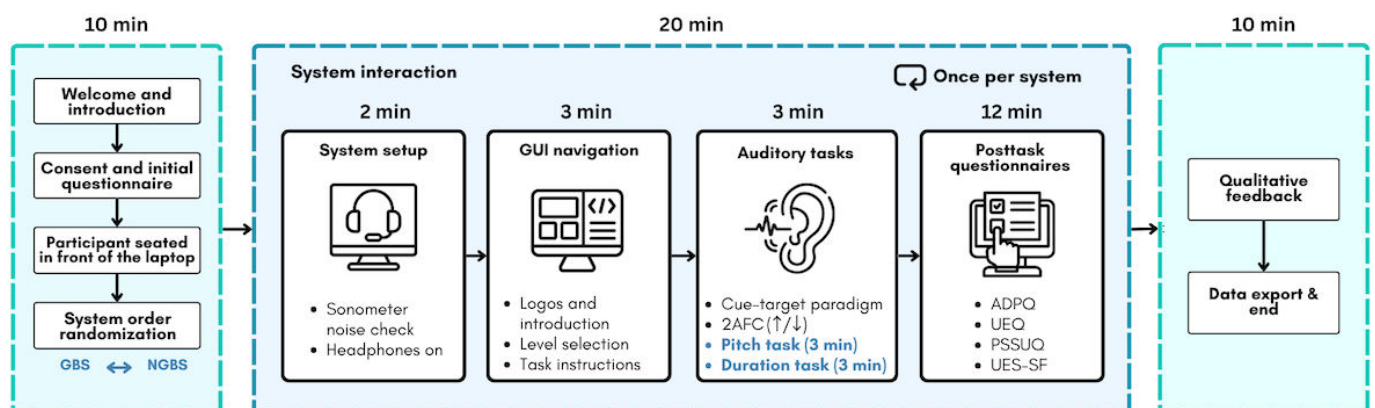 10 min
Welcome and
introduction
Consent and initial
questionnaire
Participant seated
in front of the laptop
System order
randomization
GBS ↔ NGBS
20 min
System interaction
Once per system
2 min
System setup
• Sonometer
noise check
• Headphones on
3 min
GUI navigation
</>
• Logos and
introduction
• Level selection
• Task instructions
3 min
Auditory tasks
• Cue-target paradigm
• 2AFC (↑/↓)
• Pitch task (3 min)
• Duration task (3 min)
12 min
Posttask
questionnaires
• ADPQ
• UEQ
• PSSUQ
• UES-SF
10 min
Qualitative
feedback
Data export &
end